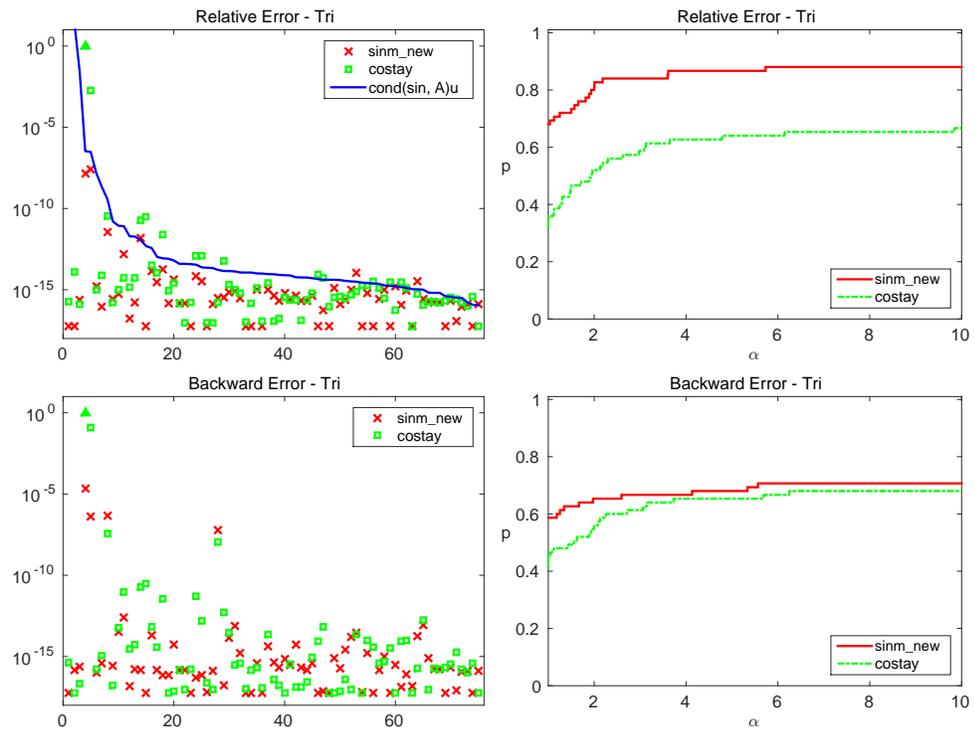 Relative Error - Tri
10^0
10^-5
10^-10
10^-15
0 20 40 60
sinm_new
costay
cond(sin, A)u
Relative Error - Tri
p
1
0.8
0.6
0.4
0.2
0
2 4 6 8 10
α
sinm_new
costay
Backward Error - Tri
10^0
10^-5
10^-10
10^-15
0 20 40 60
sinm_new
costay
Backward Error - Tri
p
1
0.8
0.6
0.4
0.2
0
2 4 6 8 10
α
sinm_new
costay